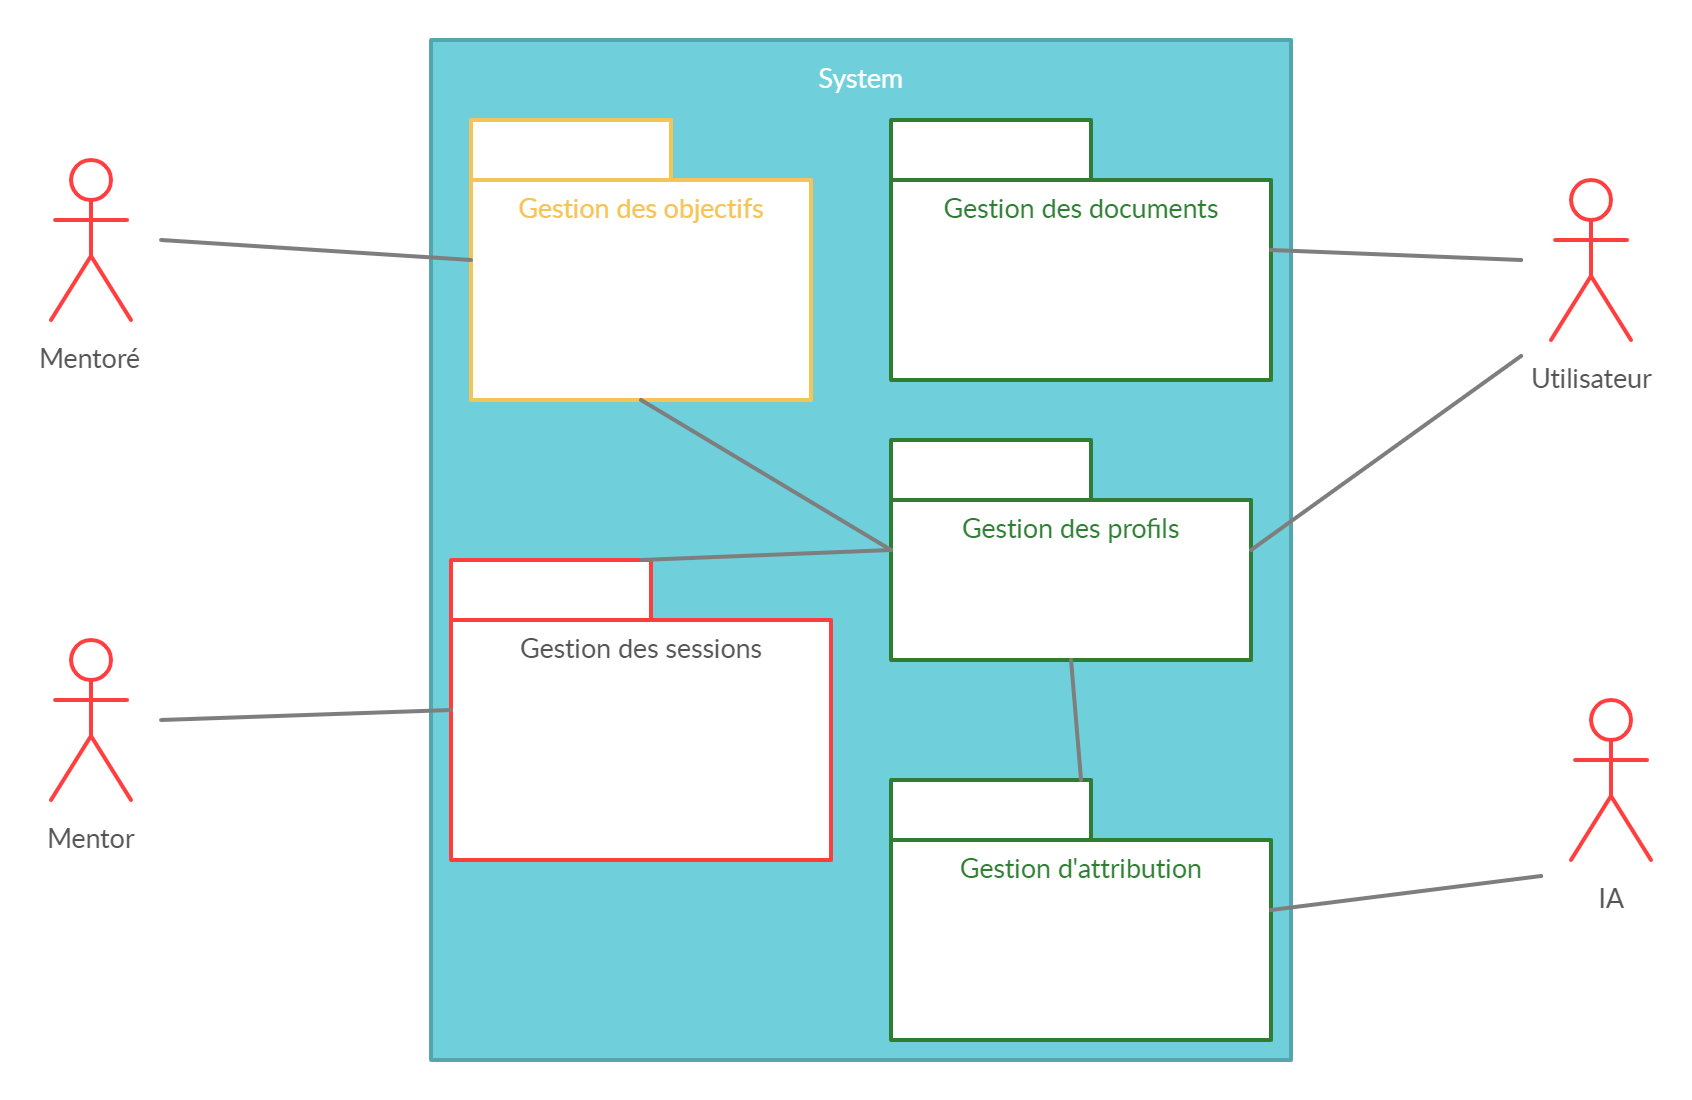 System
Gestion des objectifs
Gestion des documents
Mentoré
Utilisateur
Gestion des profils
Gestion des sessions
Mentor
Gestion d'attribution
IA